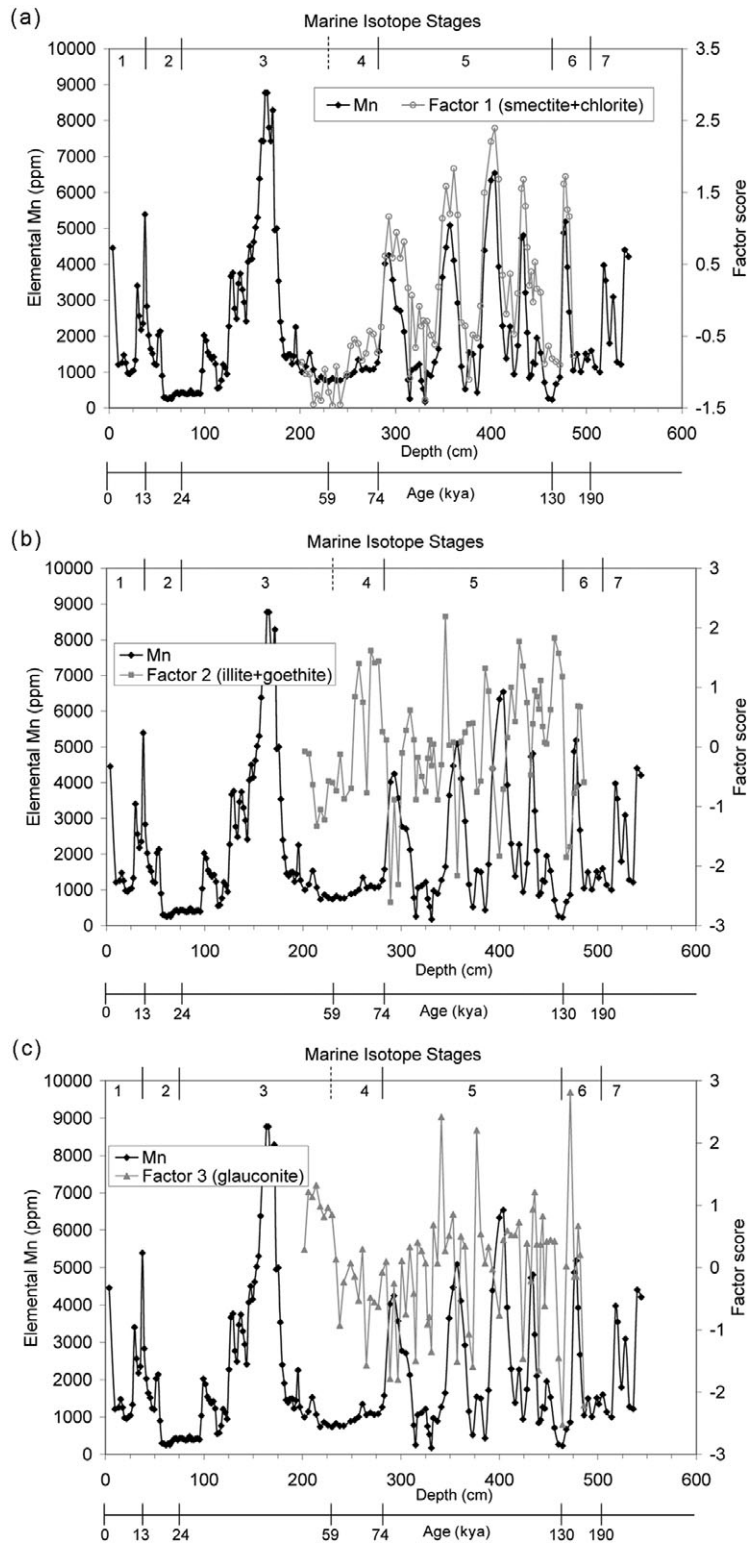 (a)
Marine Isotope Stages
1 2 3 4 5 6 7
10000 3.5
9000
8000 2.5
7000
6000 1.5
5000
4000 0.5
3000
2000 -0.5
1000
0 -1.5
Elemental Mn (ppm)
Factor score
Mn Factor 1 (smectite+chlorite)
0 100 200 300 400 500 600
Depth (cm)
0 13 24 59 74 Age (kya) 130 190
(b)
Marine Isotope Stages
1 2 3 4 5 6 7
10000 3
9000
8000 2
7000
6000 1
5000 0
4000
3000 -1
2000 -2
1000
0 -3
Elemental Mn (ppm)
Factor score
Mn
Factor 2 (illite+goethite)
0 100 200 300 400 500 600
Depth (cm)
0 13 24 59 74 Age (kya) 130 190
(c)
Marine Isotope Stages
1 2 3 4 5 6 7
10000 3
9000
8000 2
7000
6000 1
5000 0
4000
3000 -1
2000 -2
1000
0 -3
Elemental Mn (ppm)
Factor score
Mn
Factor 3 (glauconite)
0 100 200 300 400 500 600
Depth (cm)
0 13 24 59 74 Age (kya) 130 190